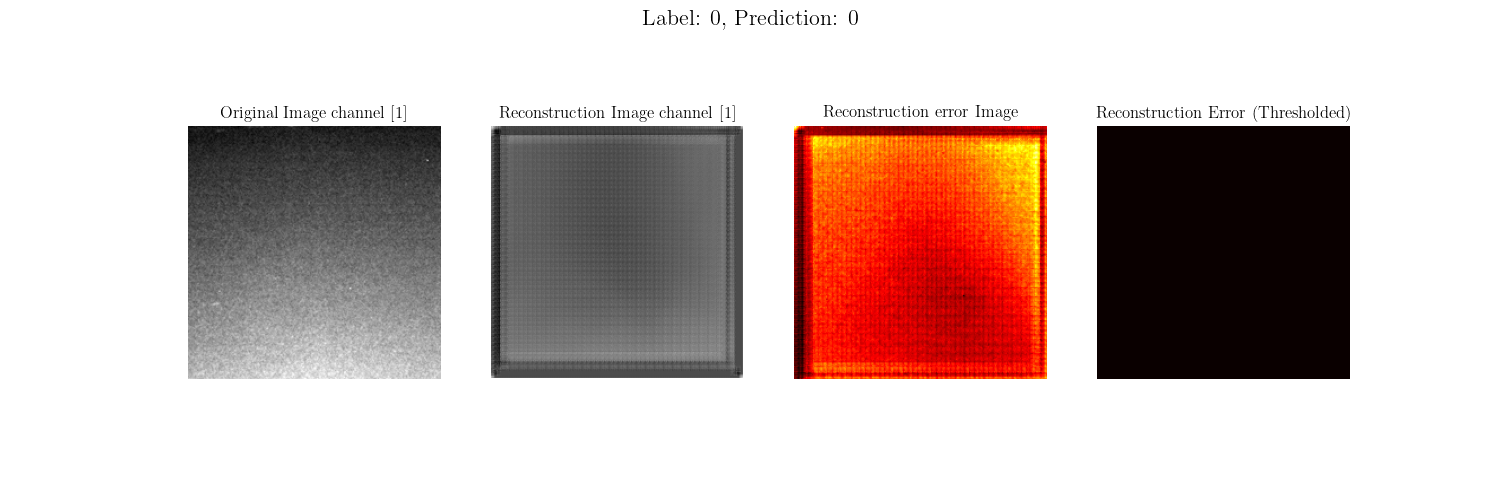 Label: 0, Prediction: 0
Original Image channel [1]
Reconstruction Image channel [1]
Reconstruction error Image
Reconstruction Error (Thresholded)